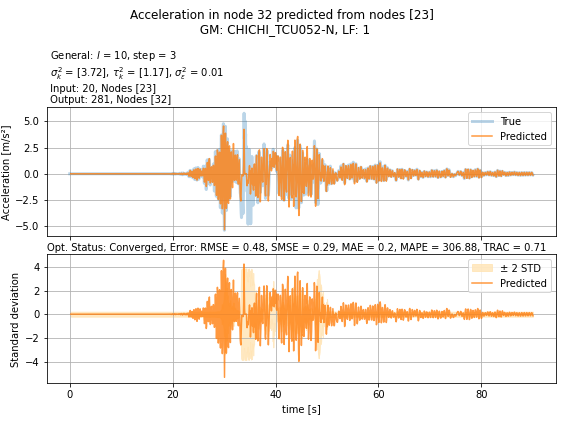 Acceleration in node 32 predicted from nodes [23]
GM: CHICHI_TCU052-N, LF: 1
General: l = 10, step = 3
σ²ₖ = [3.72], τ²ₖ = [1.17], σ²ε = 0.01
Input: 20, Nodes [23]
Output: 281, Nodes [32]
Acceleration [m/s²]
5.0
2.5
0.0
−2.5
−5.0
True
Predicted
Opt. Status: Converged, Error: RMSE = 0.48, SMSE = 0.29, MAE = 0.2, MAPE = 306.88, TRAC = 0.71
Standard deviation
4
2
0
−2
−4
± 2 STD
Predicted
0 20 40 60 80
time [s]